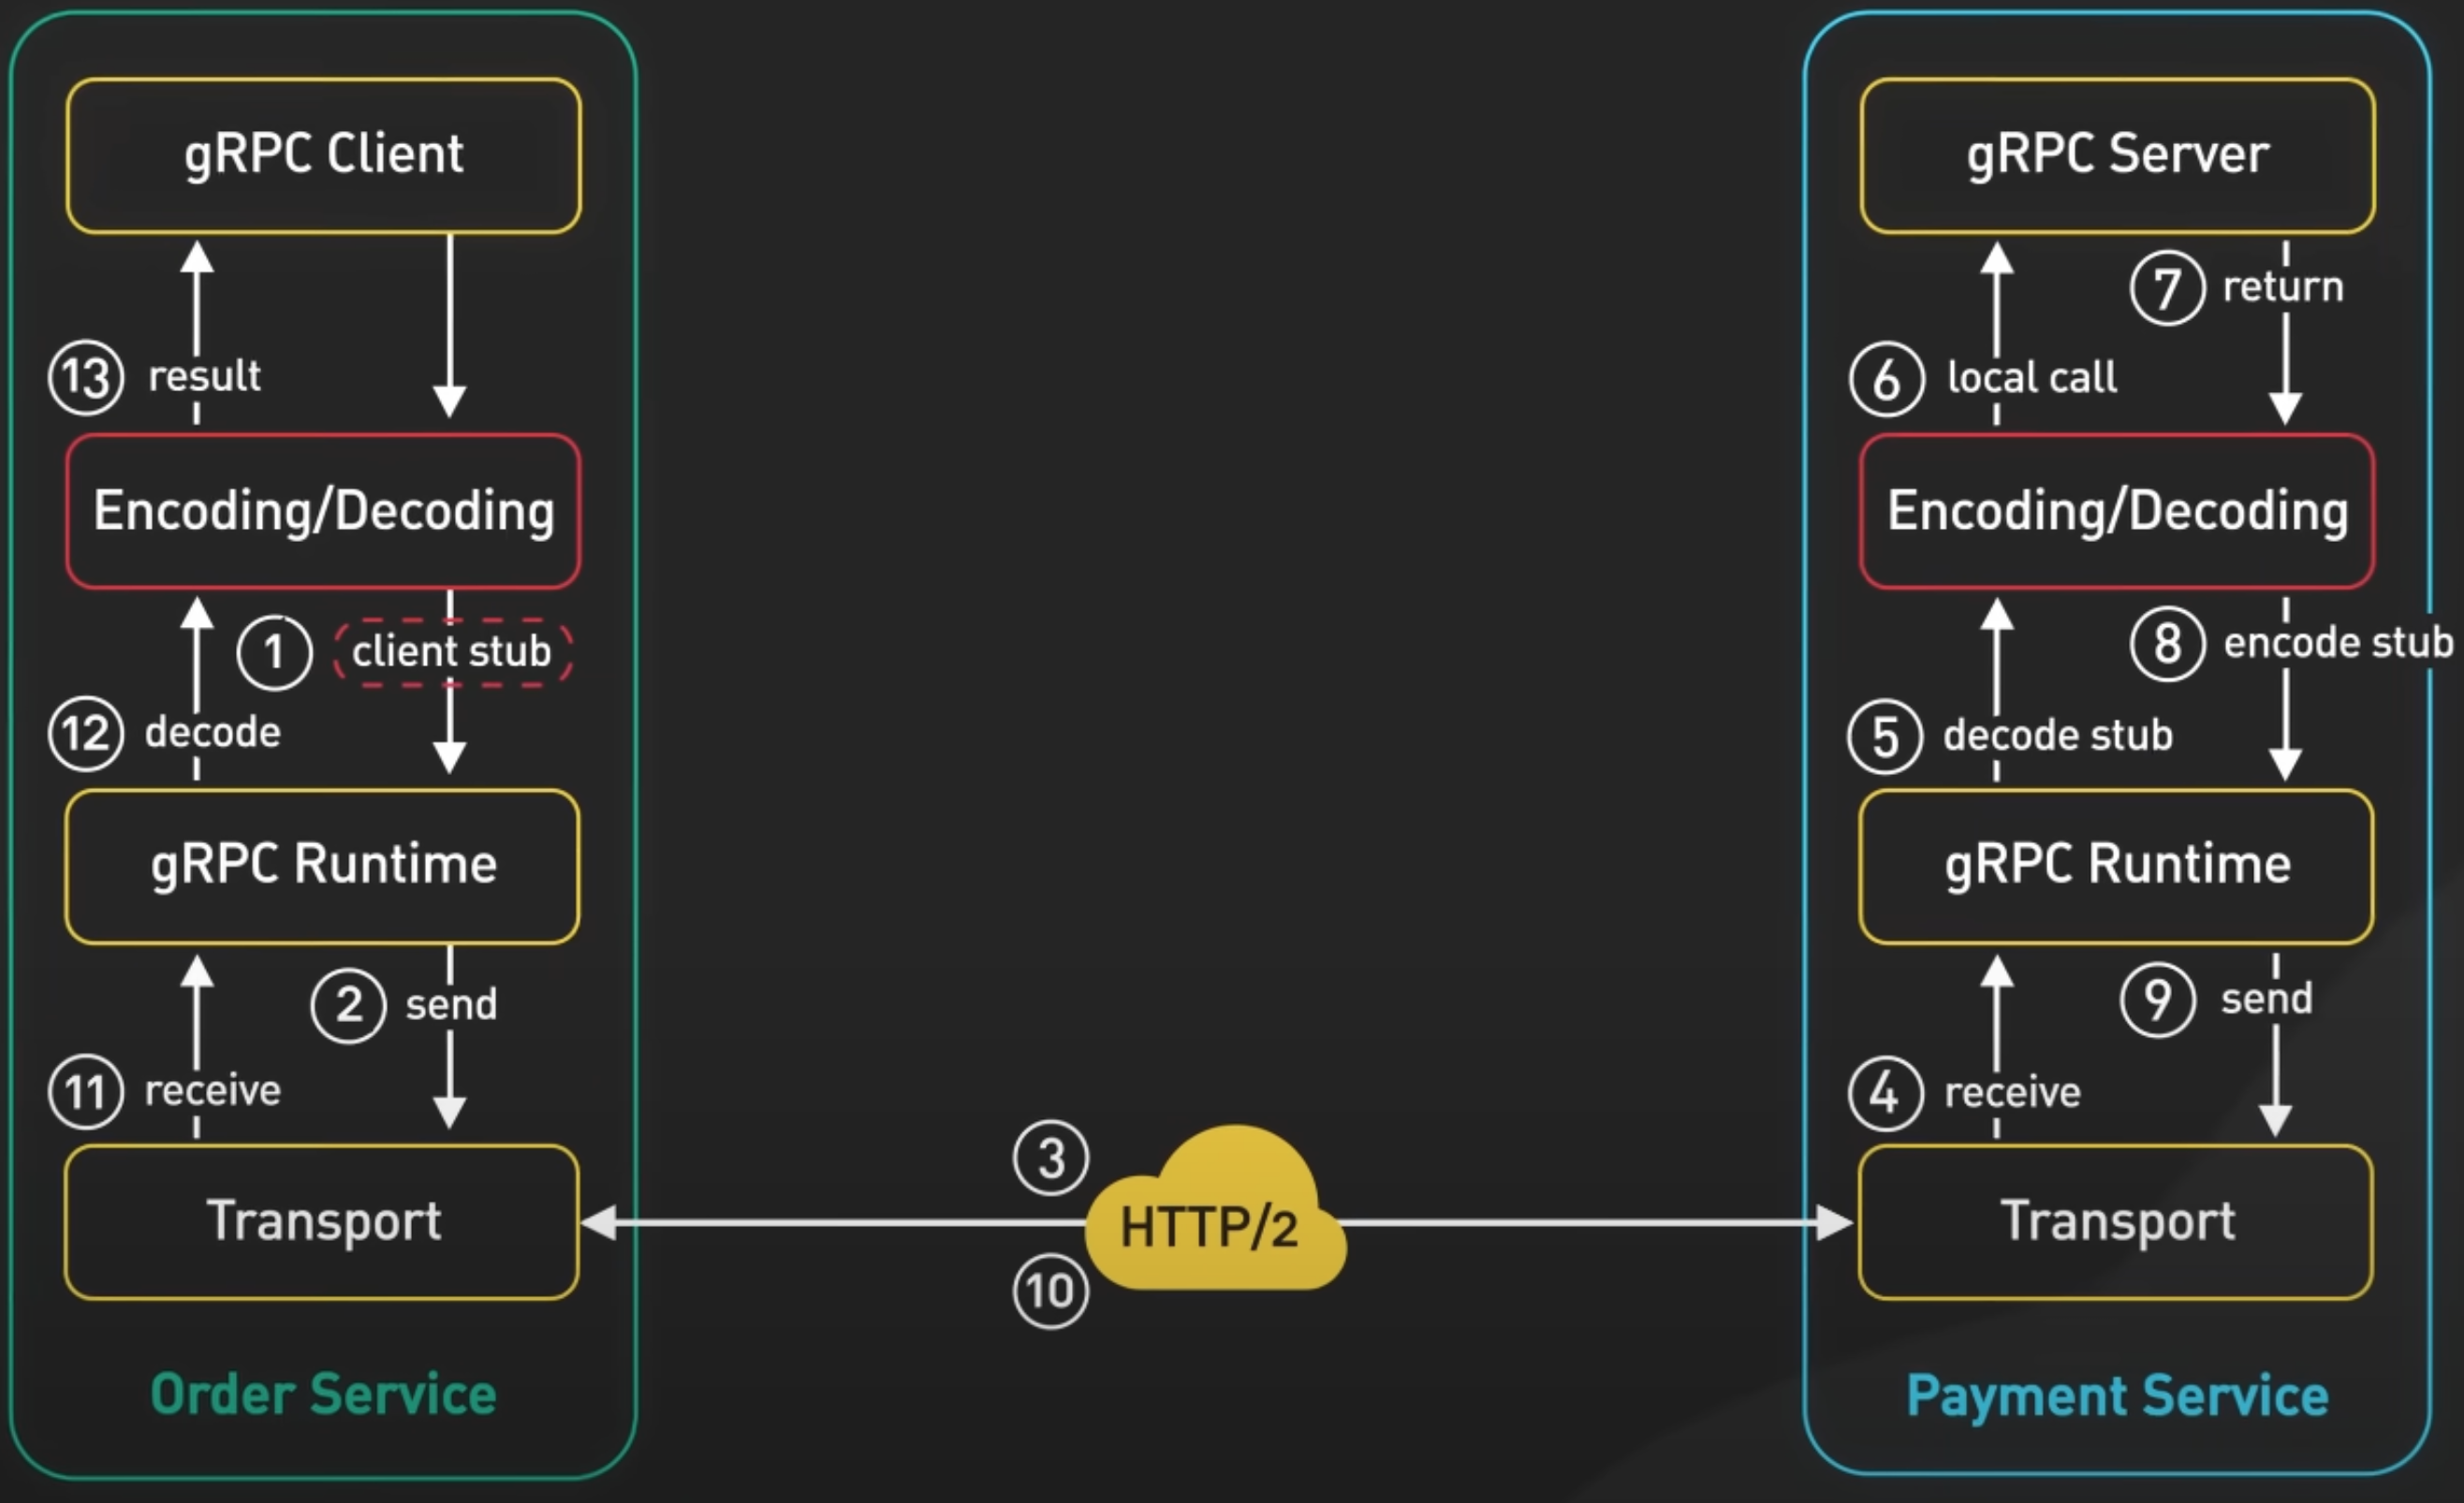 gRPC Client
13 result
Encoding/Decoding
1 client stub
12 decode
gRPC Runtime
2 send
11 receive
Transport
Order Service
3
HTTP/2
10
gRPC Server
7 return
6 local call
Encoding/Decoding
8 encode stub
5 decode stub
gRPC Runtime
9 send
4 receive
Transport
Payment Service